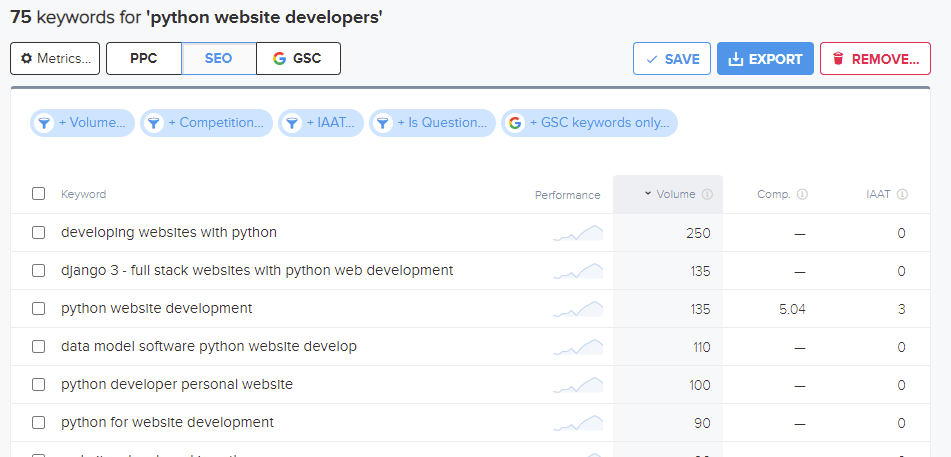 75 keywords for 'python website developers'
Metrics... PPC SEO GSC SAVE EXPORT REMOVE...
+ Volume... + Competition... + IAAT... + Is Question... + GSC keywords only...
Keyword Performance Volume Comp. IAAT
developing websites with python 250 — 0
django 3 - full stack websites with python web development 135 — 0
python website development 135 5.04 3
data model software python website develop 110 — 0
python developer personal website 100 — 0
python for website development 90 — 0